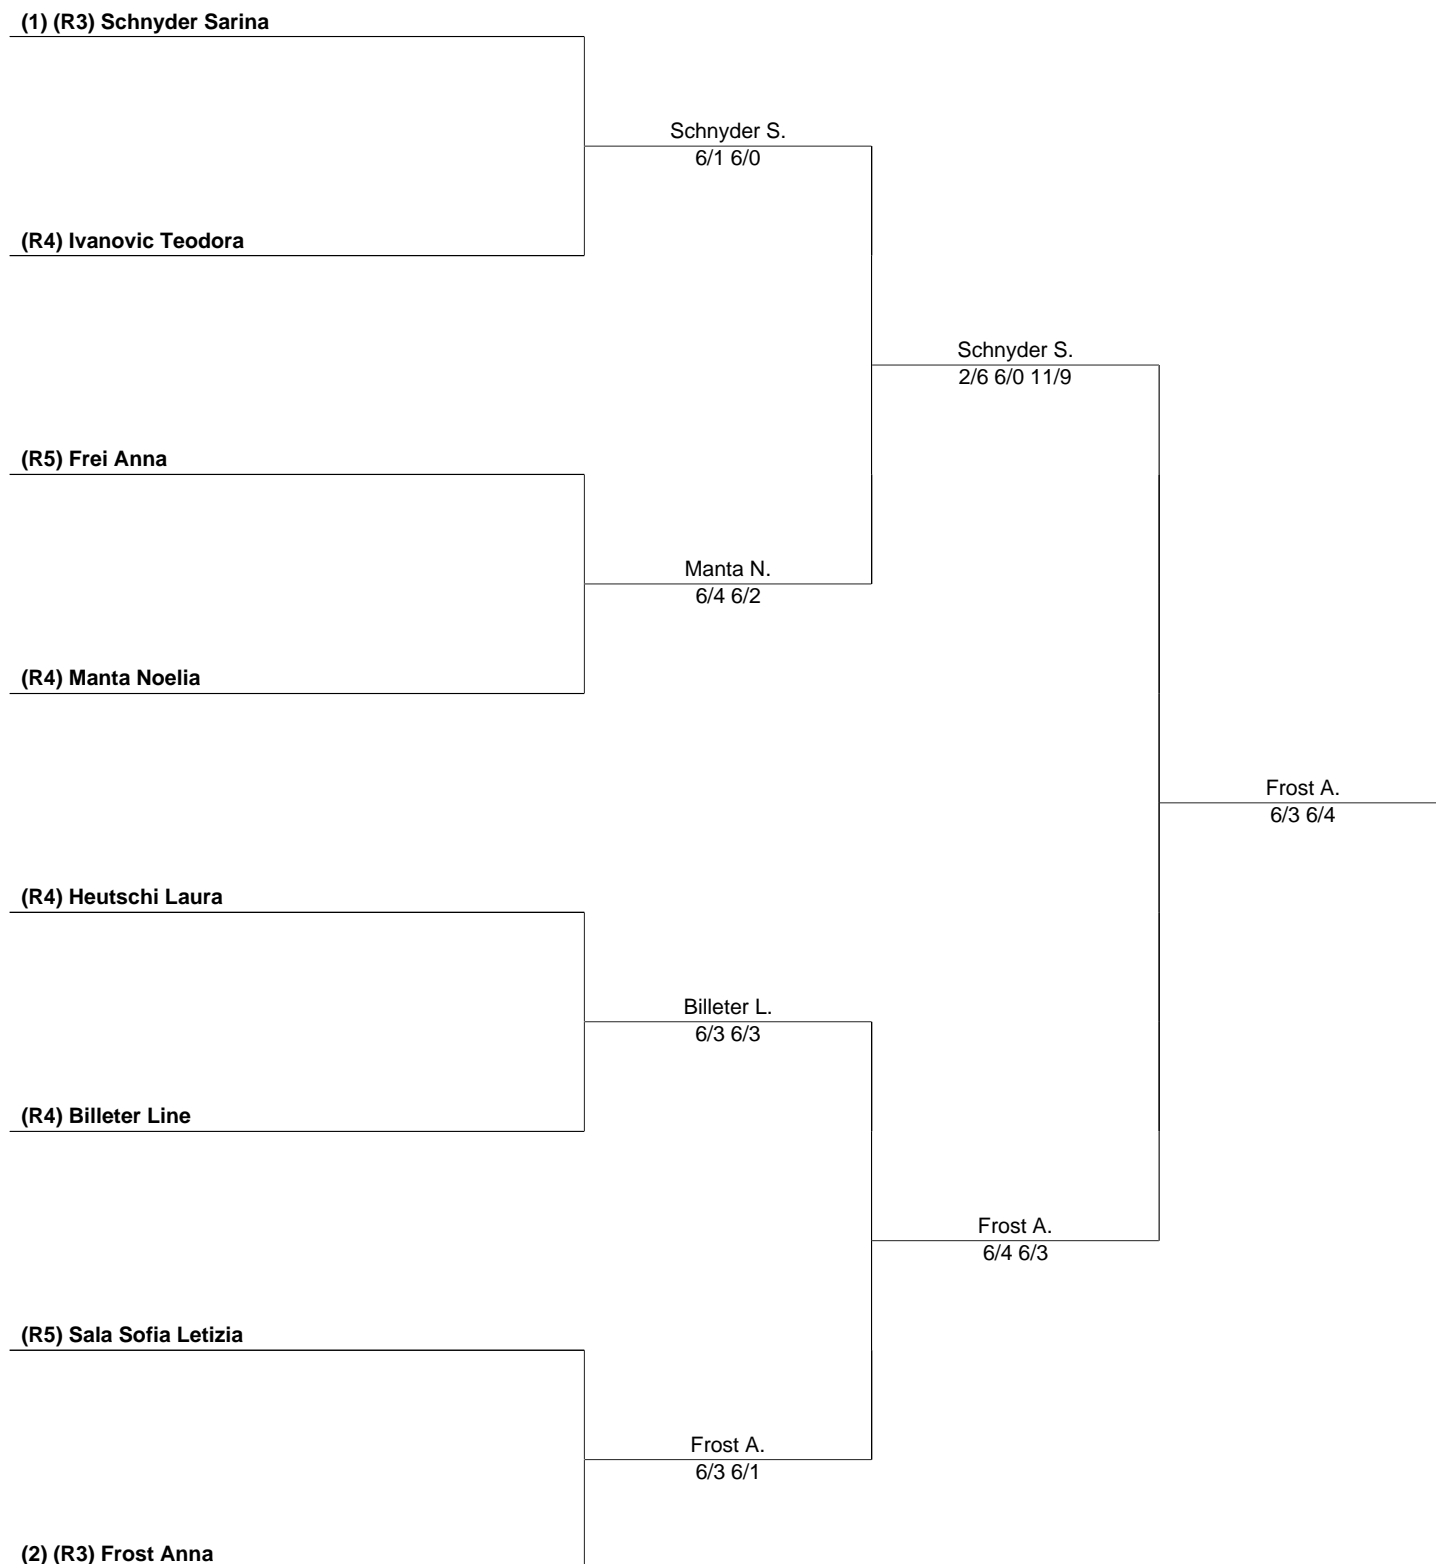 (1) (R3) Schnyder Sarina
Schnyder S.
6/1 6/0
(R4) Ivanovic Teodora
Schnyder S.
2/6 6/0 11/9
(R5) Frei Anna
Manta N.
6/4 6/2
(R4) Manta Noelia
Frost A.
6/3 6/4
(R4) Heutschi Laura
Billeter L.
6/3 6/3
(R4) Billeter Line
Frost A.
6/4 6/3
(R5) Sala Sofia Letizia
Frost A.
6/3 6/1
(2) (R3) Frost Anna